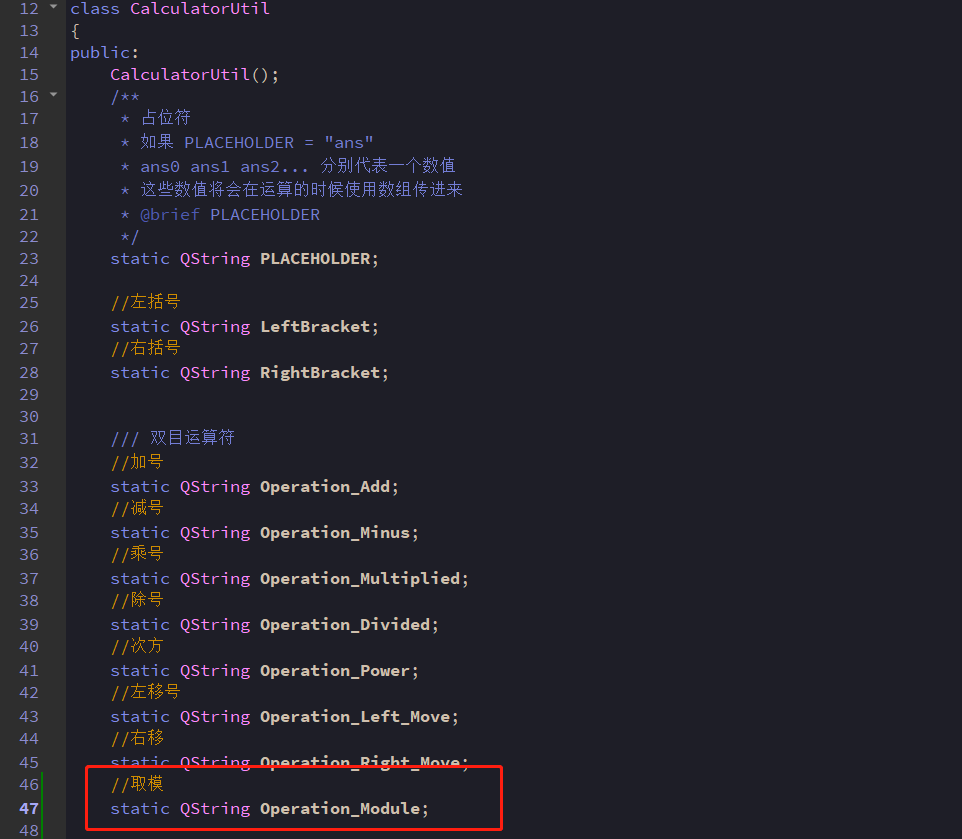 12 class CalculatorUtil
13 {
14 public:
15 CalculatorUtil();
16 /**
17 * 占位符
18 * 如果 PLACEHOLDER = "ans"
19 * ans0 ans1 ans2... 分别代表一个数值
20 * 这些数值将会在运算的时候使用数组传进来
21 * @brief PLACEHOLDER
22 */
23 static QString PLACEHOLDER;
24
25 //左括号
26 static QString LeftBracket;
27 //右括号
28 static QString RightBracket;
29
30
31 /// 双目运算符
32 //加号
33 static QString Operation_Add;
34 //减号
35 static QString Operation_Minus;
36 //乘号
37 static QString Operation_Multiplied;
38 //除号
39 static QString Operation_Divided;
40 //次方
41 static QString Operation_Power;
42 //左移号
43 static QString Operation_Left_Move;
44 //右移
45 static QString Operation_Right_Move;
46 //取模
47 static QString Operation_Module;
48